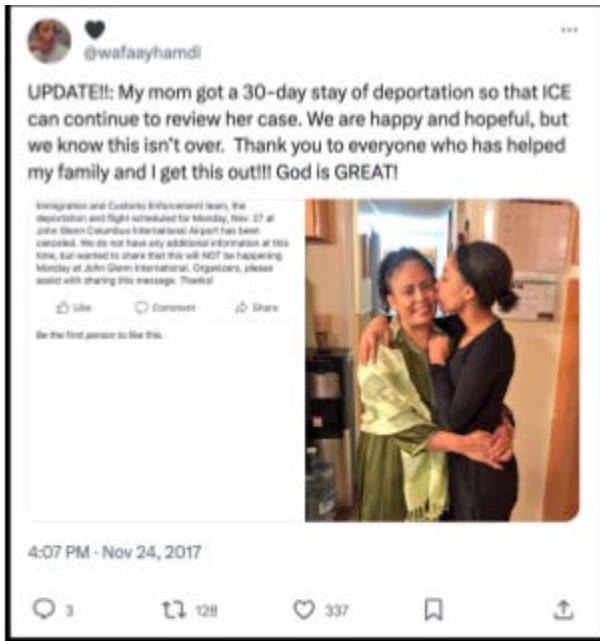 @wafaayhamdi
UPDATE!!: My mom got a 30-day stay of deportation so that ICE
can continue to review her case. We are happy and hopeful, but
we know this isn't over. Thank you to everyone who has helped
my family and I get this out!!! God is GREAT!
Immigration and Customs Enforcement team, the
deportation and flight scheduled for Monday, Nov. 27 at
John Glenn Columbus International Airport has been
canceled. We do not have any additional information at this
time, but wanted to share that this will NOT be happening
Monday at John Glenn International. Organizers, please
assist with sharing this message. Thanks!
Like Comment Share
Be the first person to like this.
4:07 PM - Nov 24, 2017
3 128 337